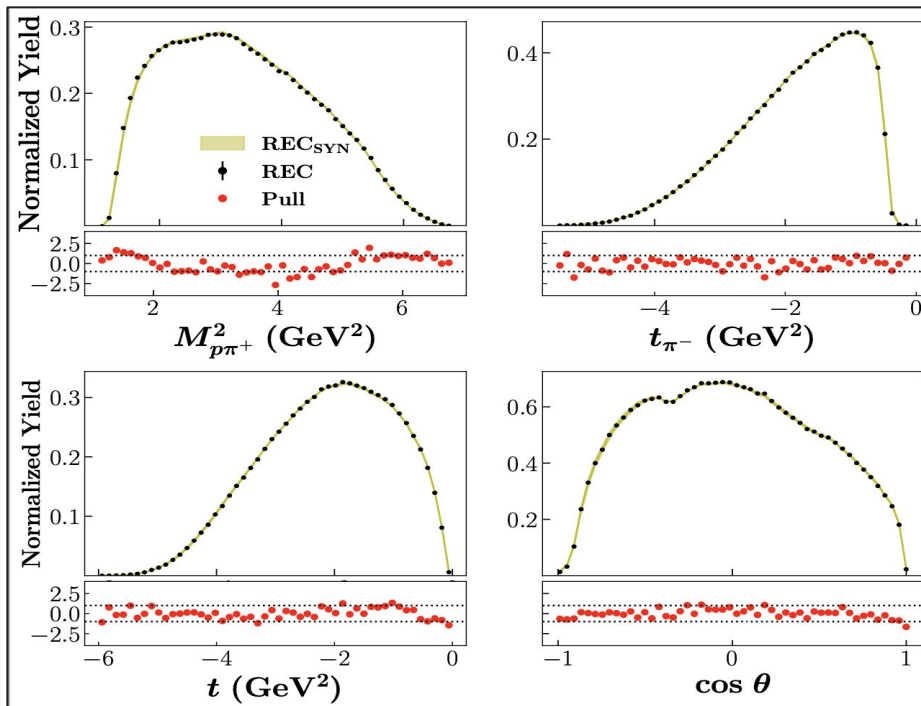 Normalized Yield
0.3
0.2
0.1
REC_SYN
REC
Pull
2.5
0.0
−2.5
2 4 6
M²_{pπ⁺} (GeV²)
0.4
0.2
−4 −2 0
t_{π⁻} (GeV²)
Normalized Yield
0.3
0.2
0.1
2.5
0.0
−2.5
−6 −4 −2 0
t (GeV²)
0.6
0.4
0.2
−1 0 1
cos θ